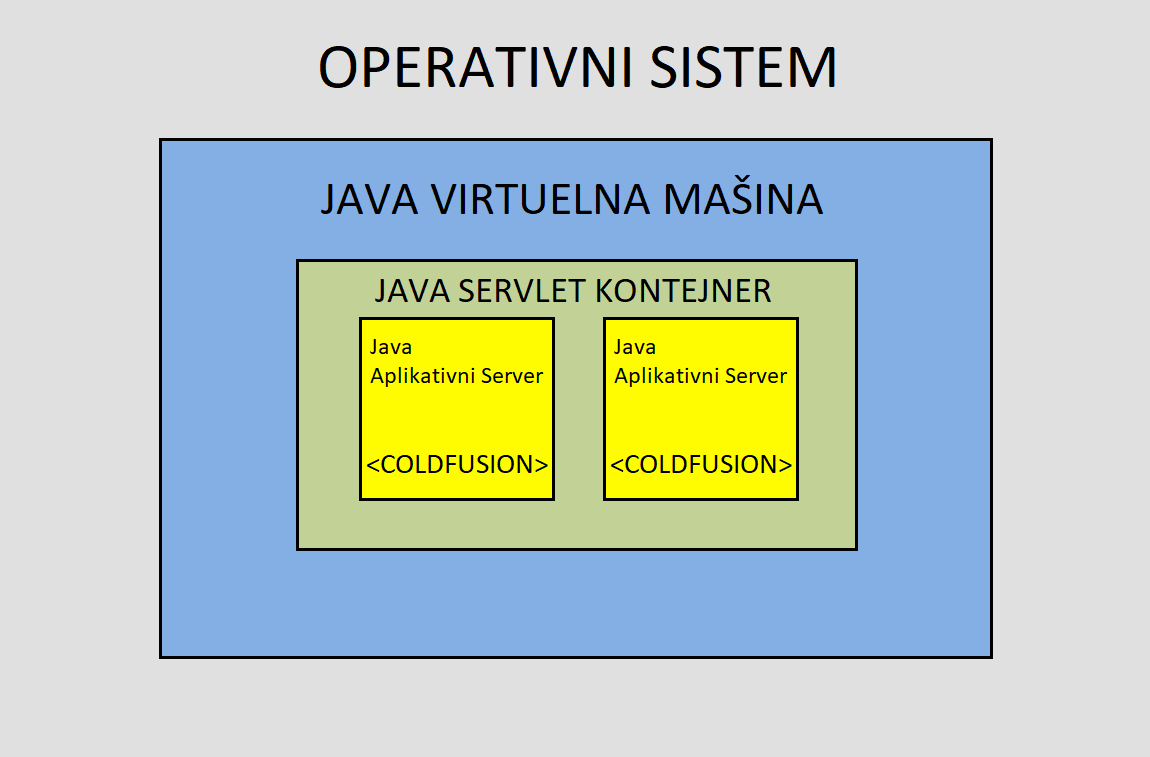 OPERATIVNI SISTEM
JAVA VIRTUELNA MAŠINA
JAVA SERVLET KONTEJNER
Java
Aplikativni Server
<COLDFUSION>
Java
Aplikativni Server
<COLDFUSION>